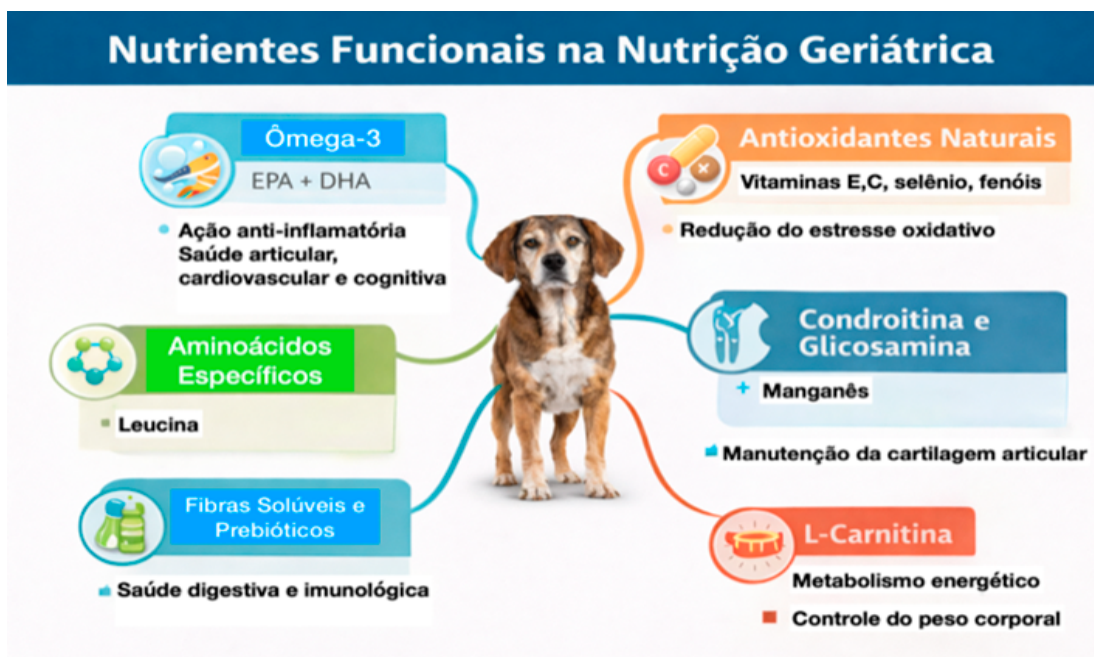 Nutrientes Funcionais na Nutrição Geriátrica
Ômega-3
EPA + DHA
Ação anti-inflamatória
Saúde articular,
cardiovascular e cognitiva
Aminoácidos
Específicos
Leucina
Fibras Solúveis e
Prebióticos
Saúde digestiva e imunológica
C X
Antioxidantes Naturais
Vitaminas E,C, selênio, fenóis
Redução do estresse oxidativo
Condroitina e
Glicosamina
+ Manganês
Manutenção da cartilagem articular
L-Carnitina
Metabolismo energético
Controle do peso corporal